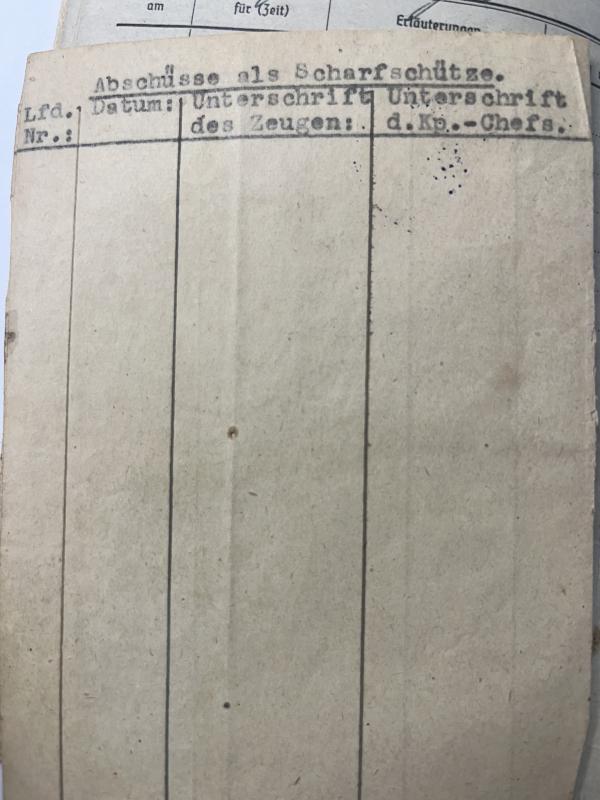 am
für (Zeit)
Erläuterungen
Abschüsse als Scharfschütze.
Lfd. Datum: Unterschrift Unterschrift
Nr.: des Zeugen: d.Kp.-Chefs.